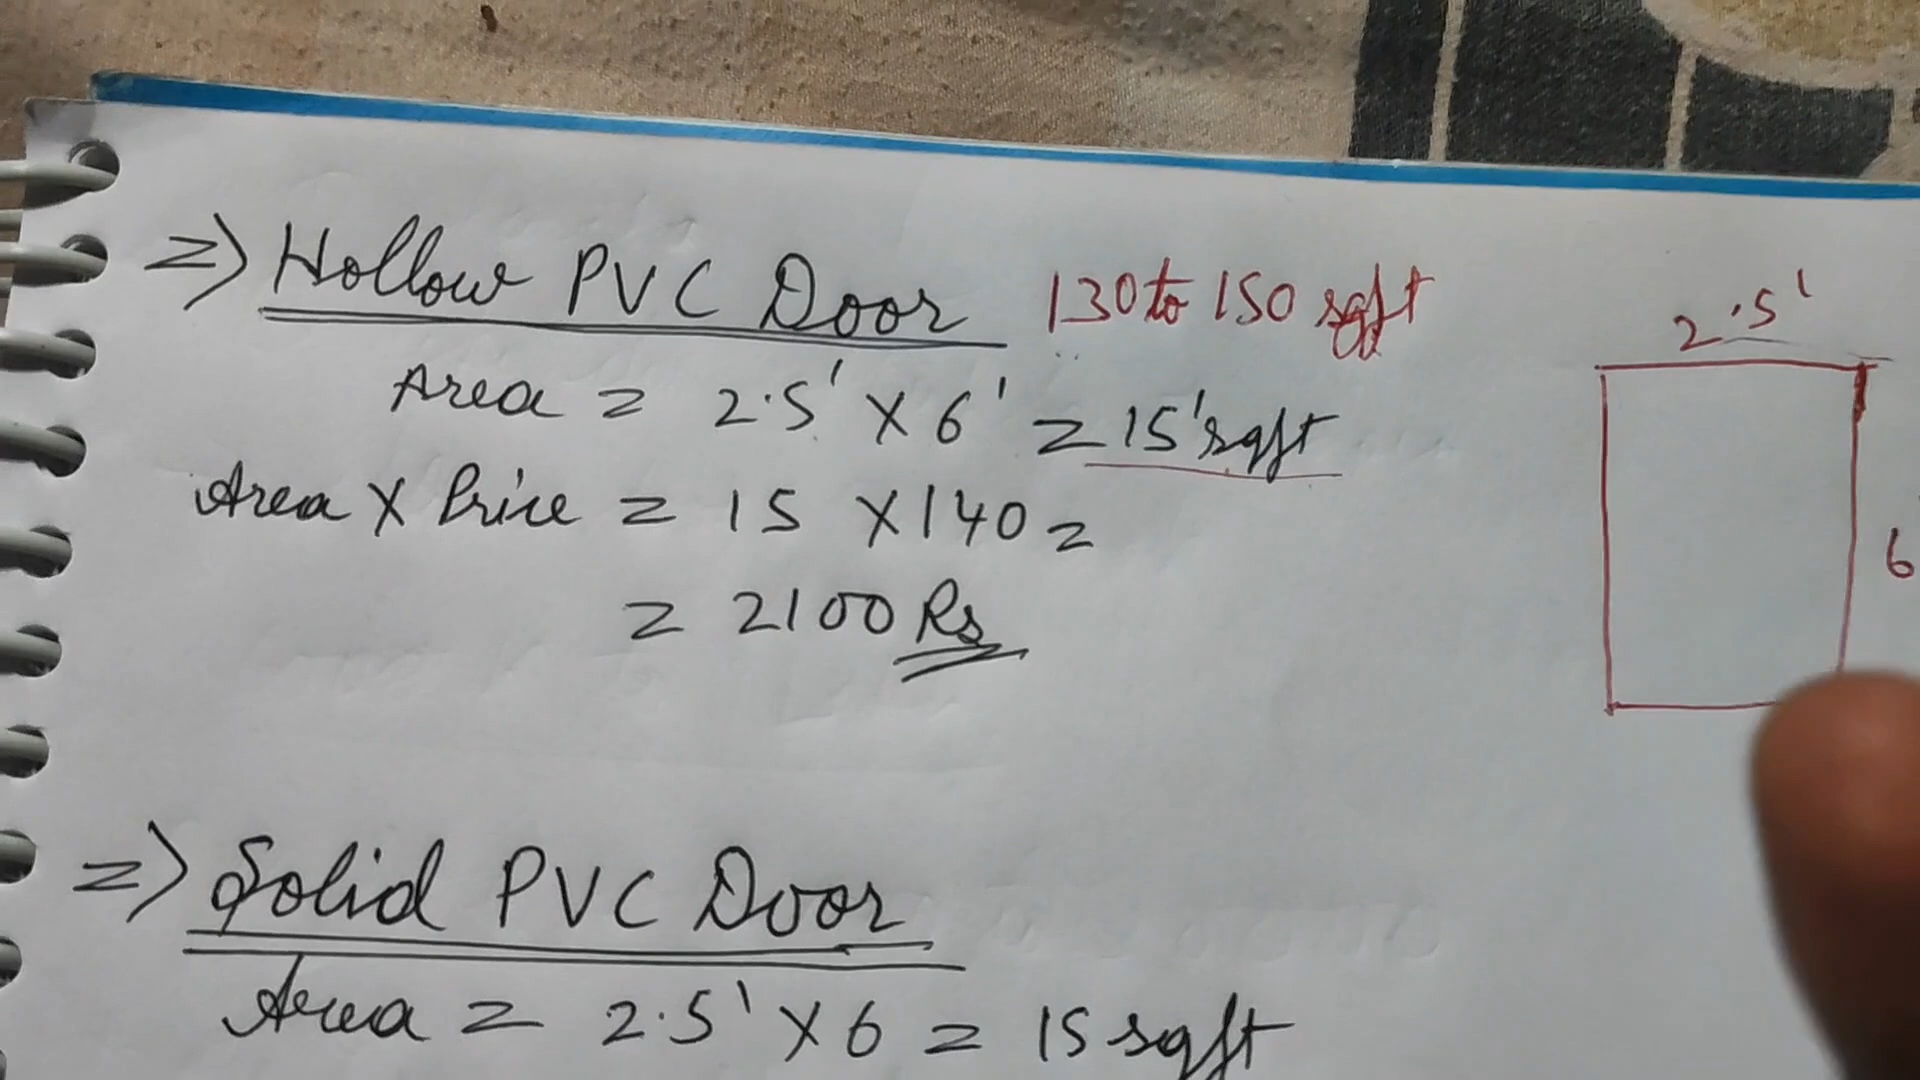 => Hollow PVC Door 130 to 150 sqft
Area = 2.5' X 6' = 15' sqft
Area X Price = 15 X 140 =
= 2100 Rs
2.5'
6
=> Solid PVC Door
Area = 2.5' X 6 = 15 sqft